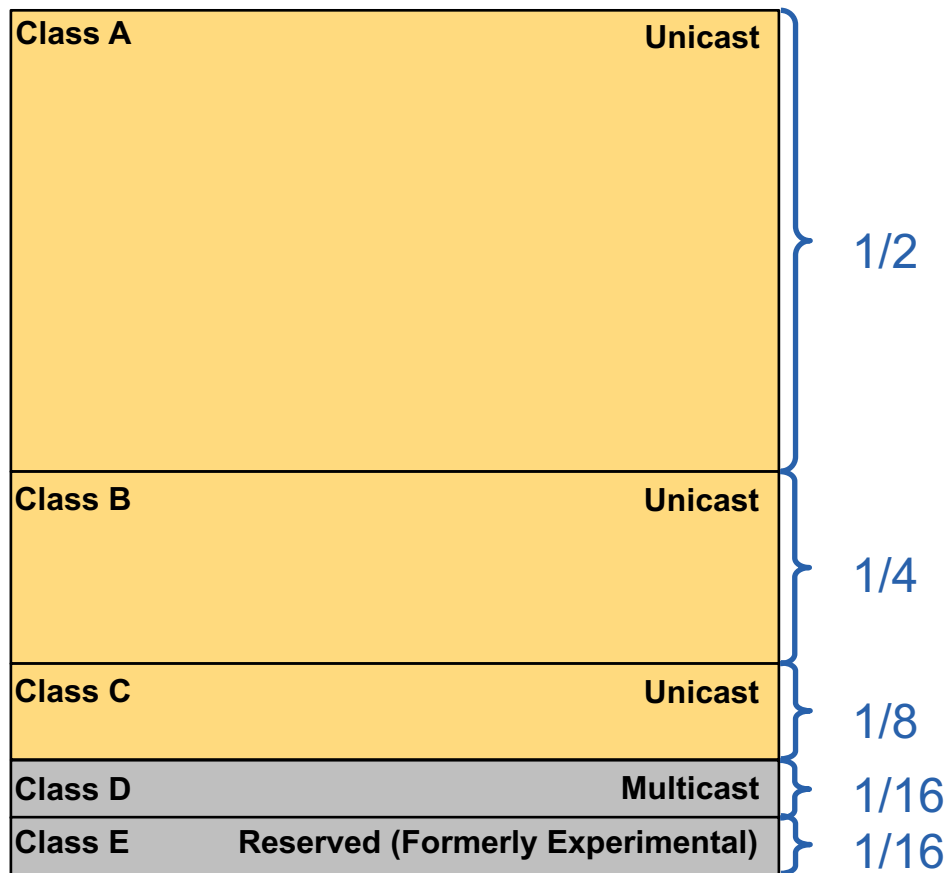 Class A Unicast
1/2
Class B Unicast
1/4
Class C Unicast
1/8
Class D Multicast 1/16
Class E Reserved (Formerly Experimental) 1/16